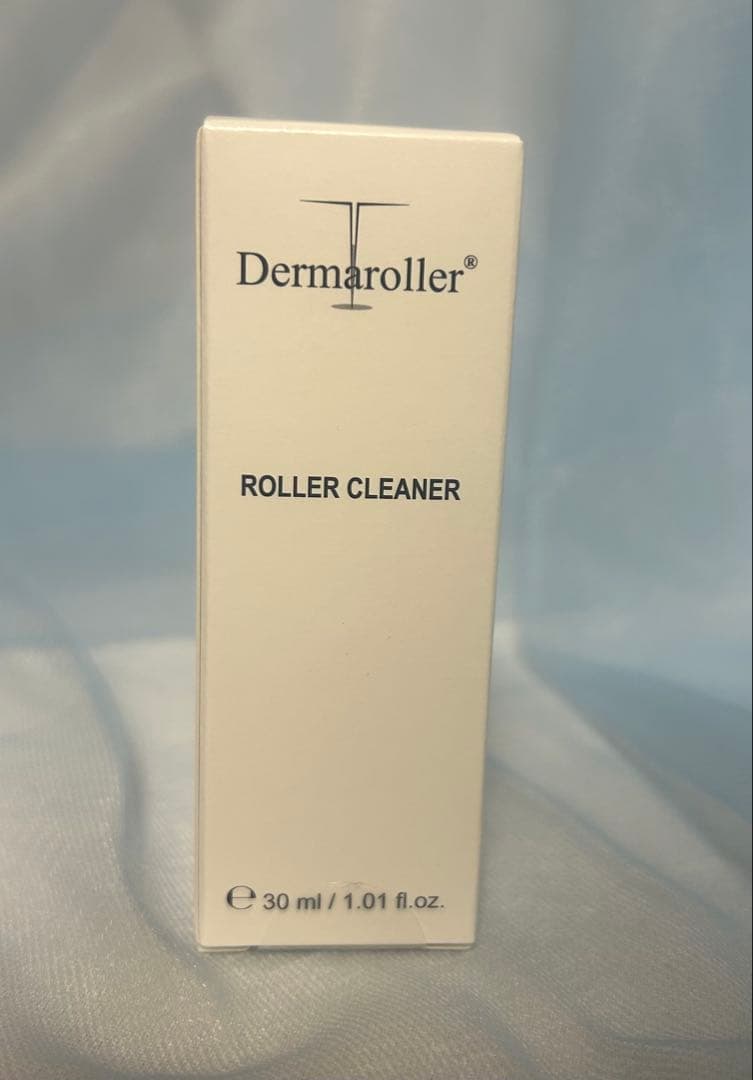 Dermaroller®
ROLLER CLEANER
℮ 30 ml / 1.01 fl.oz.